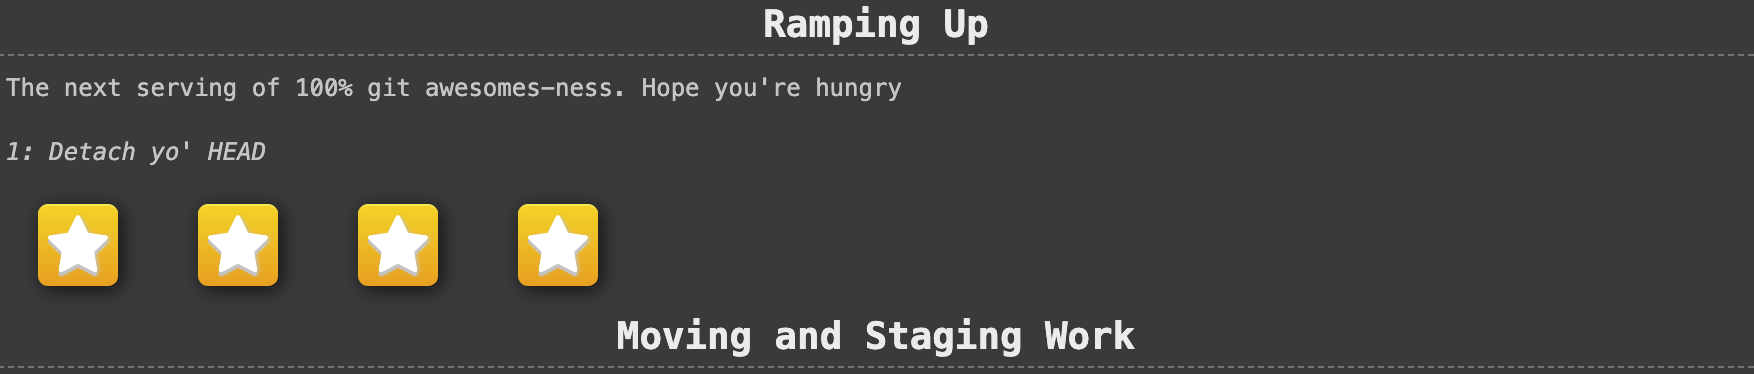 Ramping Up
The next serving of 100% git awesomes-ness. Hope you're hungry
1: Detach yo' HEAD
Moving and Staging Work